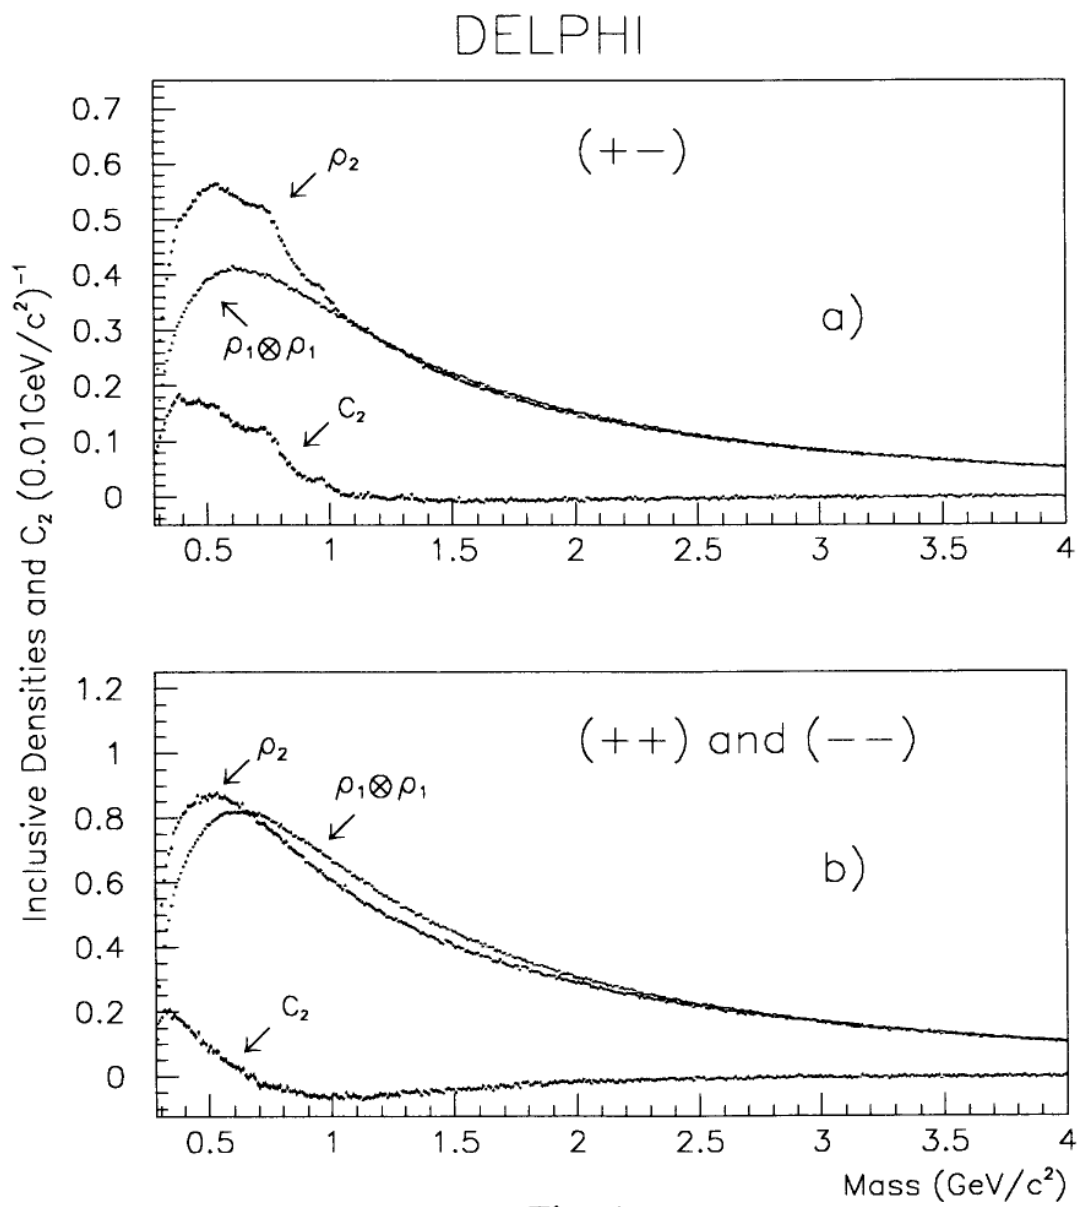 DELPHI
Inclusive Densities and C₂ (0.01GeV/c²)⁻¹
0.7
0.6
0.5
0.4
0.3
0.2
0.1
0
(+−)
ρ₂
a)
ρ₁⊗ρ₁
C₂
0.5 1 1.5 2 2.5 3 3.5 4
1.2
1
0.8
0.6
0.4
0.2
0
(++) and (−−)
ρ₂
ρ₁⊗ρ₁
b)
C₂
0.5 1 1.5 2 2.5 3 3.5 4
Mass (GeV/c²)